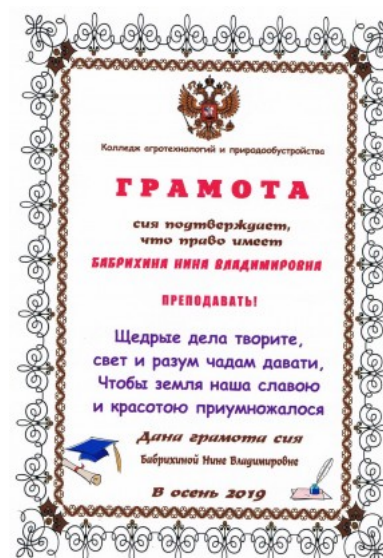 Колледж агротехнологий и природообустройства
ГРАМОТА
сия подтверждает,
что право имеет
БАБРИХИНА НИНА ВЛАДИМИРОВНА
ПРЕПОДАВАТЬ!
Щедрые дела творите,
свет и разум чадам давати,
Чтобы земля наша славою
и красотою приумножалося
Дана грамота сия
Бабрихиной Нине Владимировне
В осень 2019